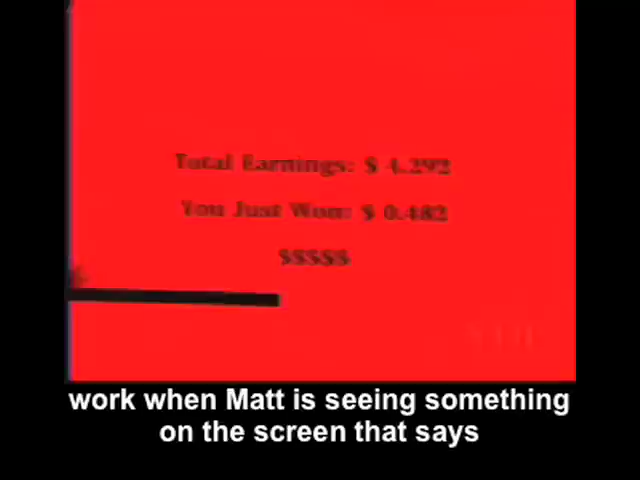 Total Earnings: $ 4.292
You Just Won: $ 0.482
$$$$$
work when Matt is seeing something
on the screen that says